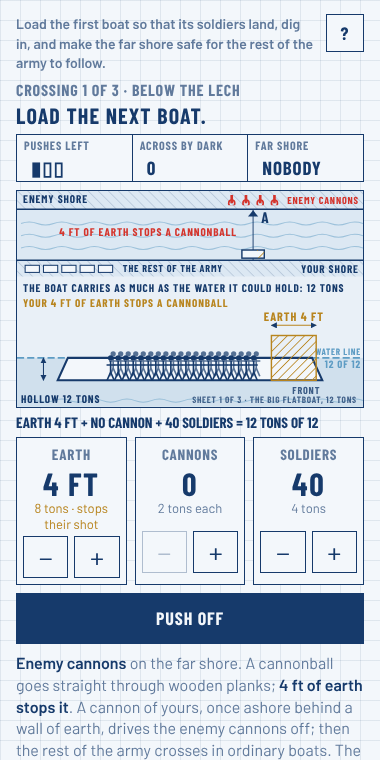 Load the first boat so that its soldiers land, dig
in, and make the far shore safe for the rest of the
army to follow.
?
CROSSING 1 OF 3 · BELOW THE LECH
LOAD THE NEXT BOAT.
PUSHES LEFT
ACROSS BY DARK
0
FAR SHORE
NOBODY
ENEMY SHORE
ENEMY CANNONS
A
4 FT OF EARTH STOPS A CANNONBALL
THE REST OF THE ARMY
YOUR SHORE
THE BOAT CARRIES AS MUCH AS THE WATER IT COULD HOLD: 12 TONS
YOUR 4 FT OF EARTH STOPS A CANNONBALL
EARTH 4 FT
WATER LINE
12 OF 12
FRONT
HOLLOW 12 TONS
SHEET 1 OF 3 · THE BIG FLATBOAT, 12 TONS
EARTH 4 FT + NO CANNON + 40 SOLDIERS = 12 TONS OF 12
EARTH
4 FT
8 tons · stops
their shot
− +
CANNONS
0
2 tons each
− +
SOLDIERS
40
4 tons
− +
PUSH OFF
Enemy cannons on the far shore. A cannonball
goes straight through wooden planks; 4 ft of earth
stops it. A cannon of yours, once ashore behind a
wall of earth, drives the enemy cannons off; then
the rest of the army crosses in ordinary boats. The